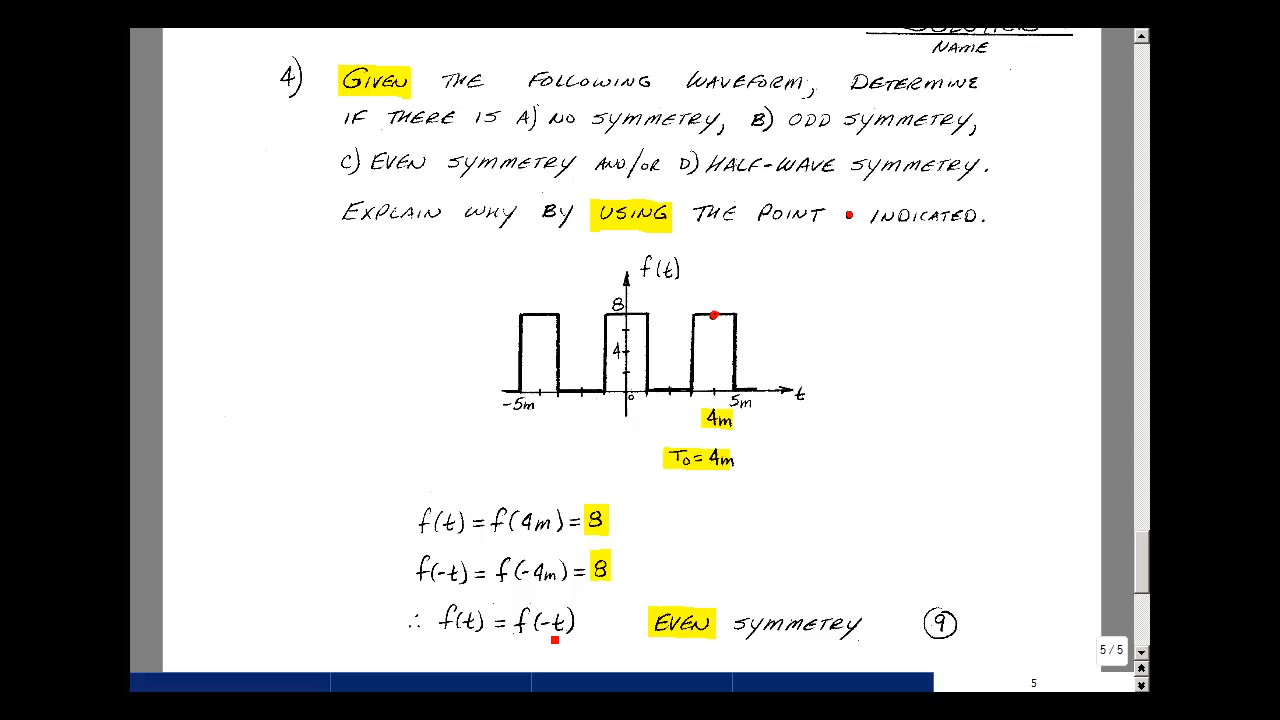 NAME
4) GIVEN THE FOLLOWING WAVEFORM, DETERMINE
IF THERE IS A) NO SYMMETRY, B) ODD SYMMETRY,
C) EVEN SYMMETRY AND/OR D) HALF-WAVE SYMMETRY.
EXPLAIN WHY BY USING THE POINT • INDICATED.
f(t)
8
4
-5m 0 5m t
4m
T₀ = 4m
f(t) = f(4m) = 8
f(-t) = f(-4m) = 8
∴ f(t) = f(-t) EVEN SYMMETRY 9
5 / 5
5